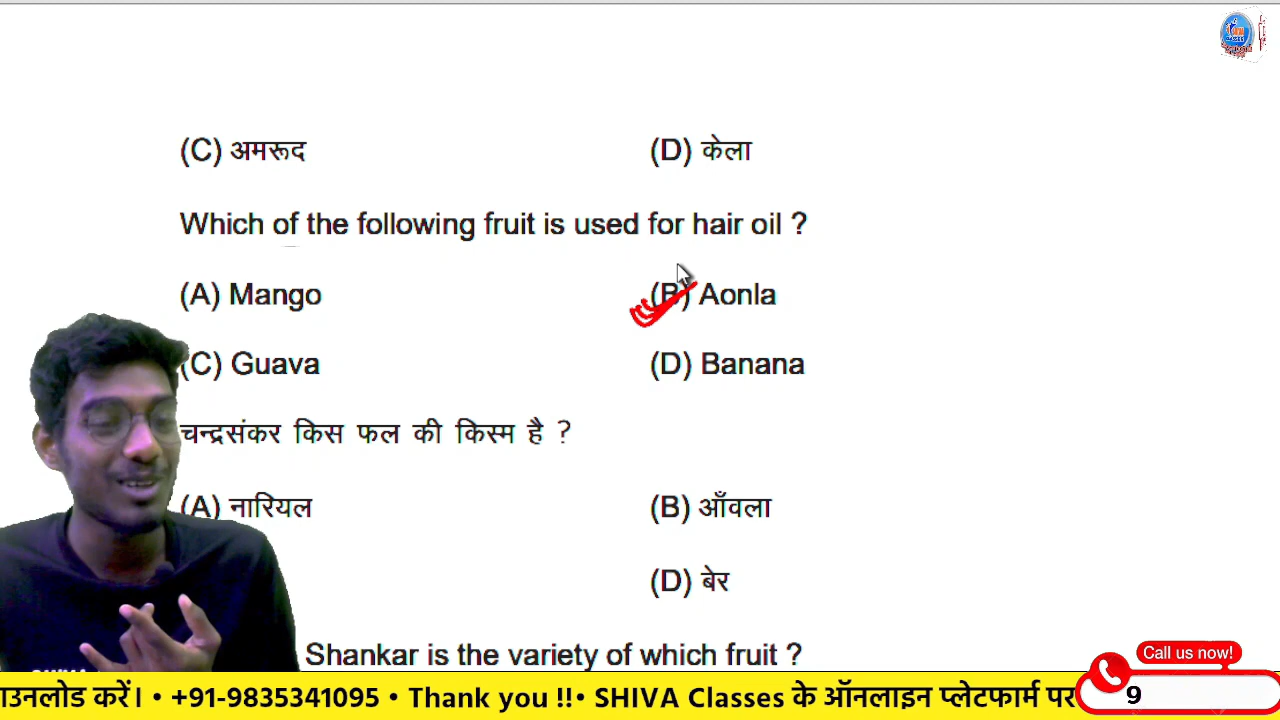 (C) अमरूद (D) केला
Which of the following fruit is used for hair oil ?
(A) Mango (B) Aonla
(C) Guava (D) Banana
चन्द्रसंकर किस फल की किस्म है ?
(A) नारियल (B) आँवला
(D) बेर
Shankar is the variety of which fruit ?
Call us now!
ाउनलोड करें। • +91-9835341095 • Thank you !!• SHIVA Classes के ऑनलाइन प्लेटफार्म पर
9